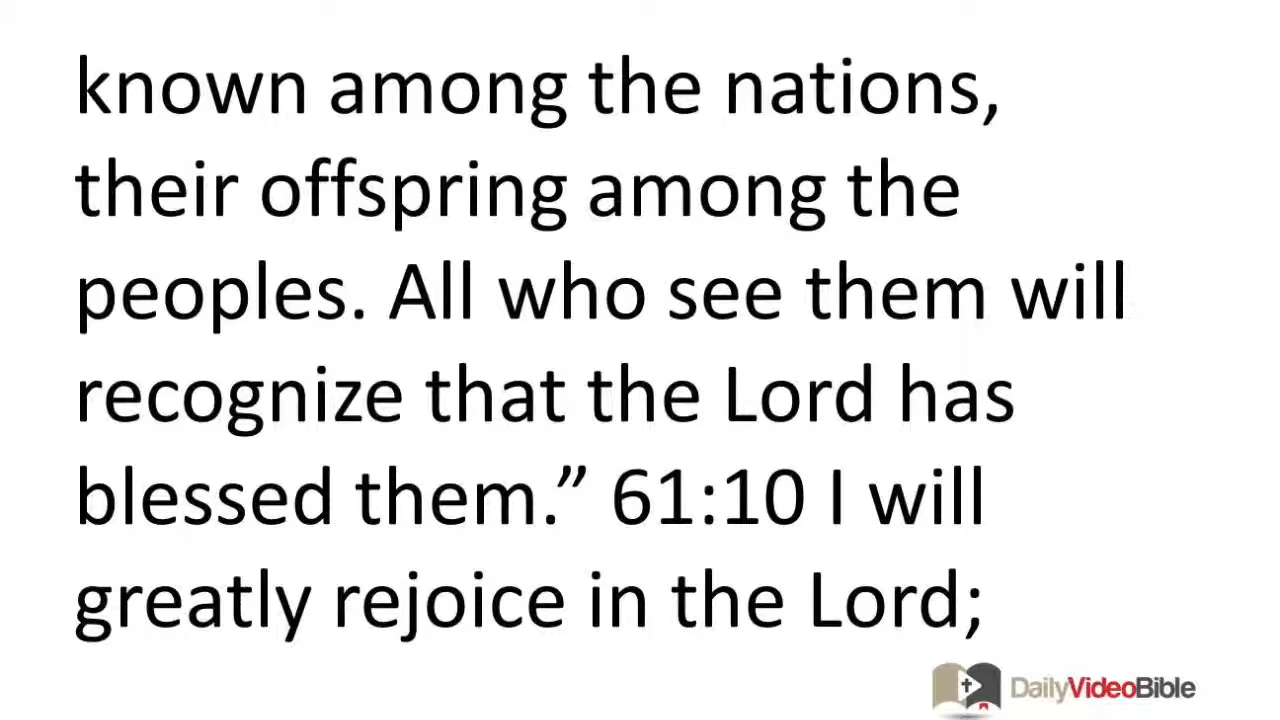 known among the nations,
their offspring among the
peoples. All who see them will
recognize that the Lord has
blessed them.” 61:10 I will
greatly rejoice in the Lord;
DailyVideoBible